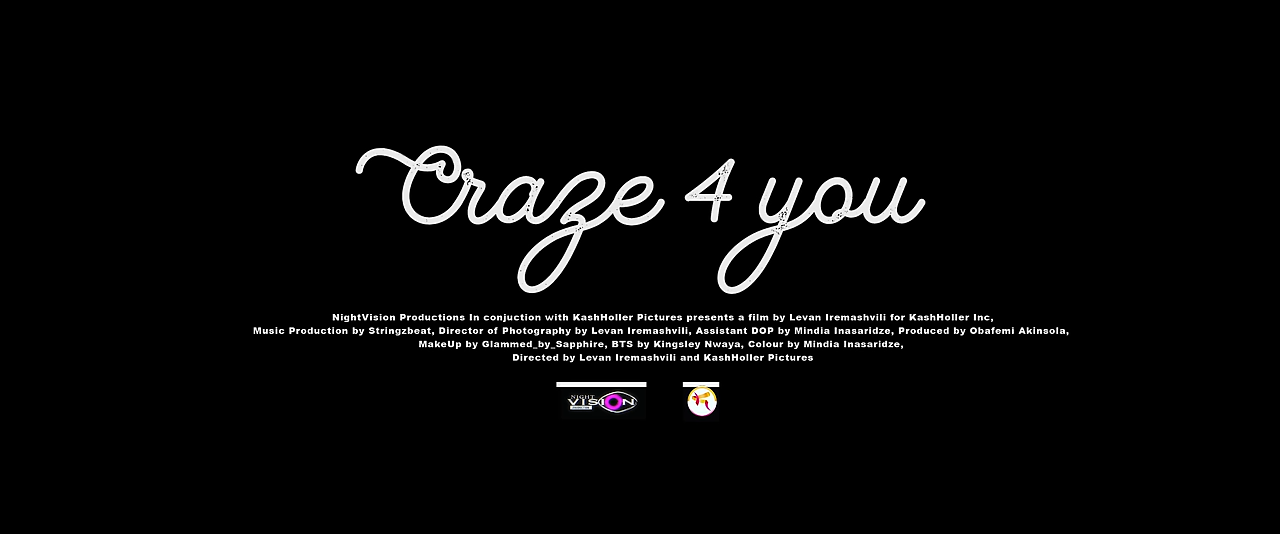 Craze 4 you
NightVision Productions In conjuction with KashHoller Pictures presents a film by Levan Iremashvili for KashHoller Inc,
Music Production by Stringzbeat, Director of Photography by Levan Iremashvili, Assistant DOP by Mindia Inasaridze, Produced by Obafemi Akinsola,
MakeUp by Glammed_by_Sapphire, BTS by Kingsley Nwaya, Colour by Mindia Inasaridze,
Directed by Levan Iremashvili and KashHoller Pictures
NIGHT
VISION